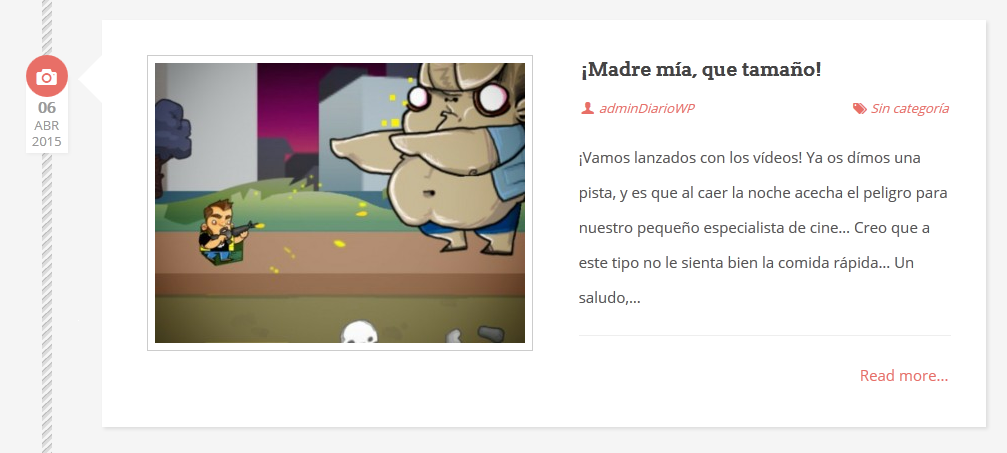 06
ABR
2015
¡Madre mía, que tamaño!
adminDiarioWP
Sin categoría
¡Vamos lanzados con los vídeos! Ya os dímos una
pista, y es que al caer la noche acecha el peligro para
nuestro pequeño especialista de cine... Creo que a
este tipo no le sienta bien la comida rápida... Un
saludo,...
Read more...